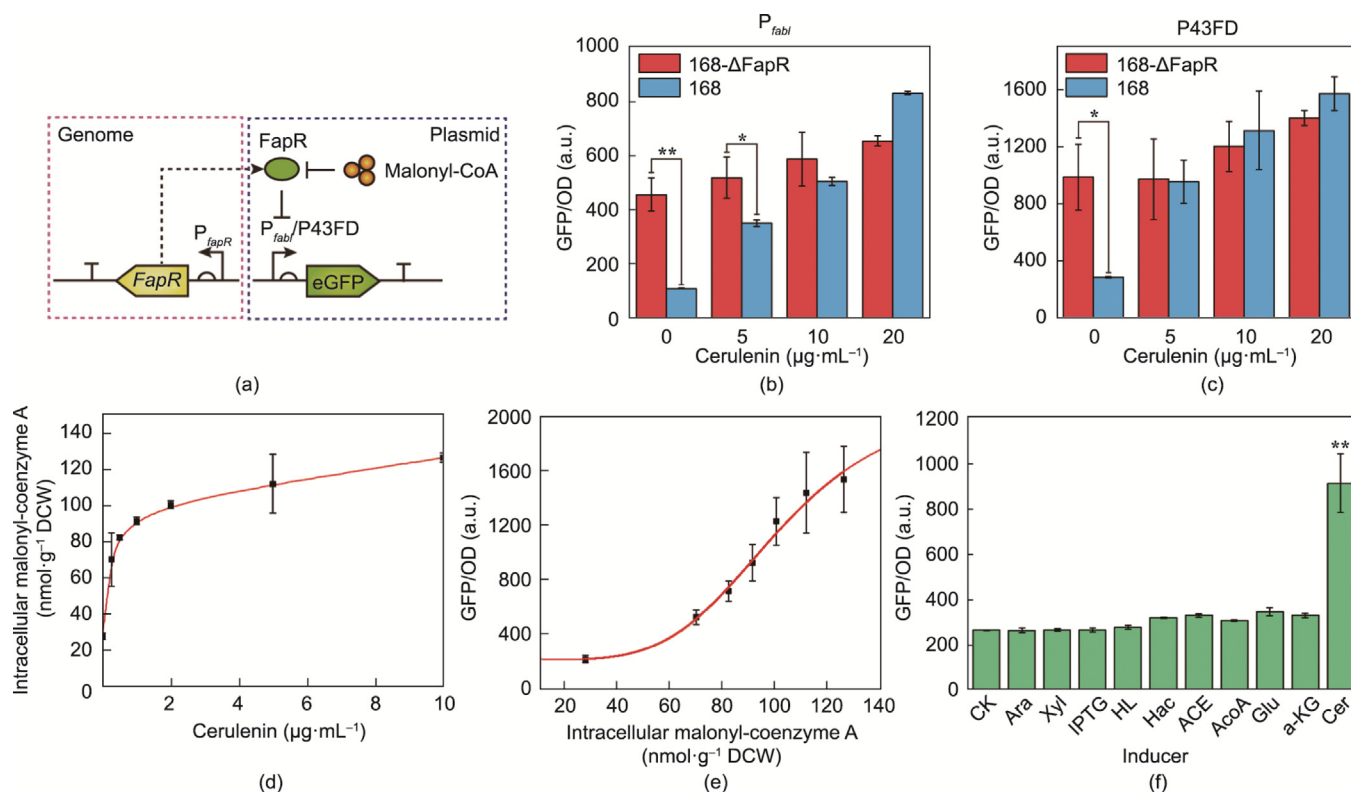 Genome
Plasmid
FapR
Malonyl-CoA
P_fabI/P43FD
P_fapR
FapR
eGFP
(a)
P_fabI
1000
800
600
400
200
0
GFP/OD (a.u.)
168-ΔFapR
168
**
*
0 5 10 20
Cerulenin (μg·mL⁻¹)
(b)
P43FD
1600
1200
800
400
0
GFP/OD (a.u.)
168-ΔFapR
168
*
0 5 10 20
Cerulenin (μg·mL⁻¹)
(c)
140
120
100
80
60
40
20
0
Intracellular malonyl-coenzyme A
(nmol·g⁻¹ DCW)
0 2 4 6 8 10
Cerulenin (μg·mL⁻¹)
(d)
2000
1600
1200
800
400
0
GFP/OD (a.u.)
20 40 60 80 100 120 140
Intracellular malonyl-coenzyme A
(nmol·g⁻¹ DCW)
(e)
1200
1000
800
600
400
200
0
GFP/OD (a.u.)
**
CK Ara Xyl IPTG HL Hac ACE AcoA Glu a-KG Cer
Inducer
(f)